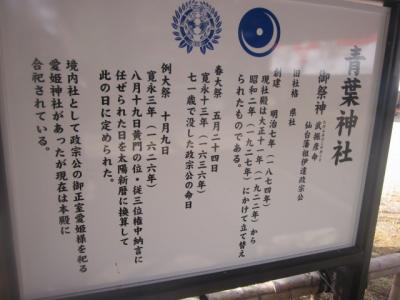 青葉神社
御祭神 武振彦命
仙台藩祖伊達政宗公
旧社格 県社
創建 明治七年(一八七四年)
現社殿は大正十一年(一九二二年)から
昭和二年(一九二七年)にかけて立て替え
られたものである。
春大祭 五月二十四日
寛永十三年(一六三六年)
七一歳で没した政宗公の命日
例大祭 十月九日
寛永三年(一六二六年)
八月十九日黄門の位・従三位権中納言に
任ぜられた日を太陽新暦に換算して
此の日に定められた。
境内社として政宗公の御正室愛姫様を祀る
愛姫神社があったが現在は本殿に
合祀されている。